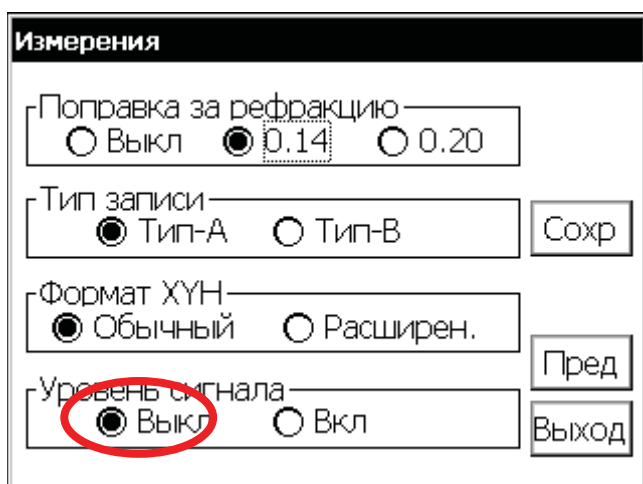 Измерения
Поправка за рефракцию
Выкл 0.14 0.20
Тип записи
Тип-А Тип-В
Сохр
Формат XYH
Обычный Расширен.
Пред
Уровень сигнала
Выкл Вкл
Выход